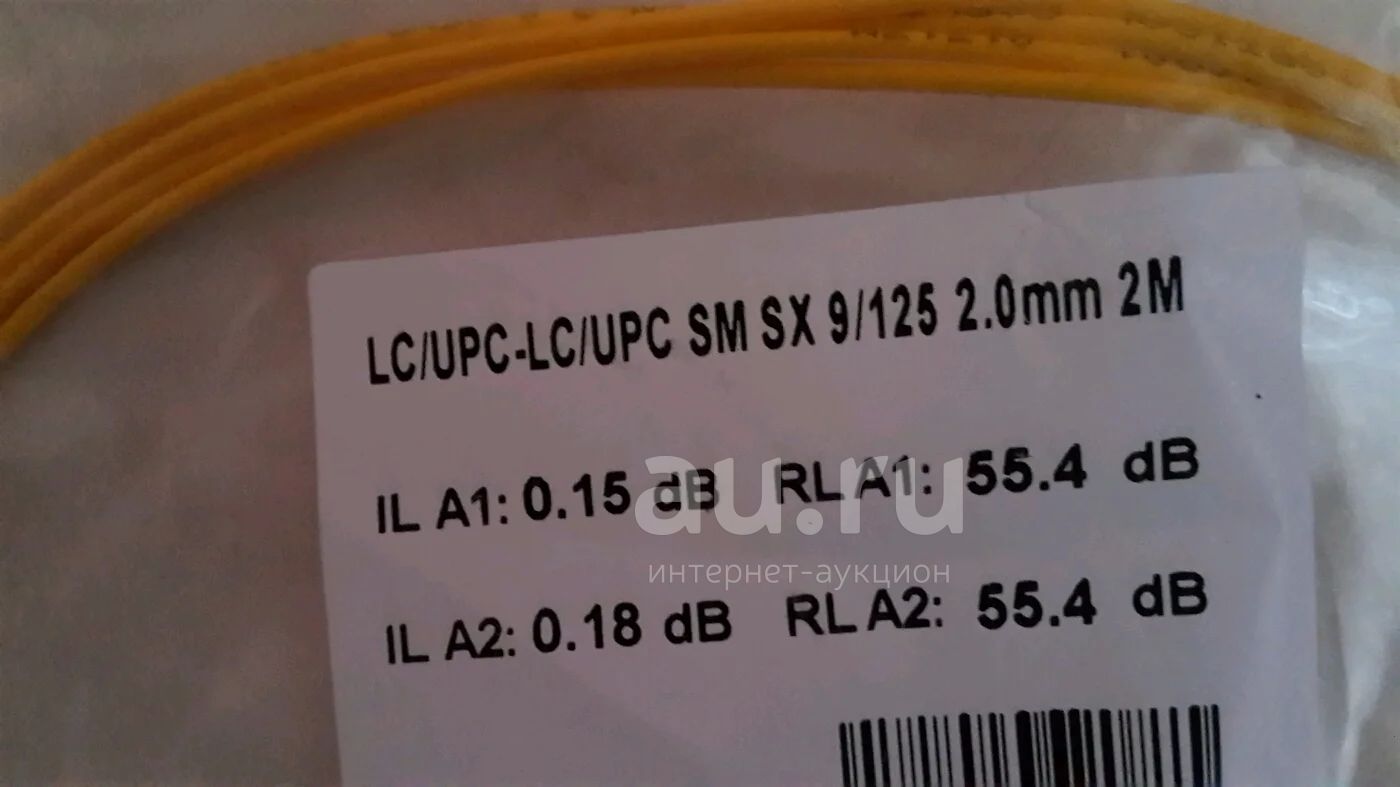 LC/UPC-LC/UPC SM SX 9/125 2.0mm 2M
IL A1: 0.15 dB RL A1: 55.4 dB
au.ru
интернет-аукцион
IL A2: 0.18 dB RL A2: 55.4 dB